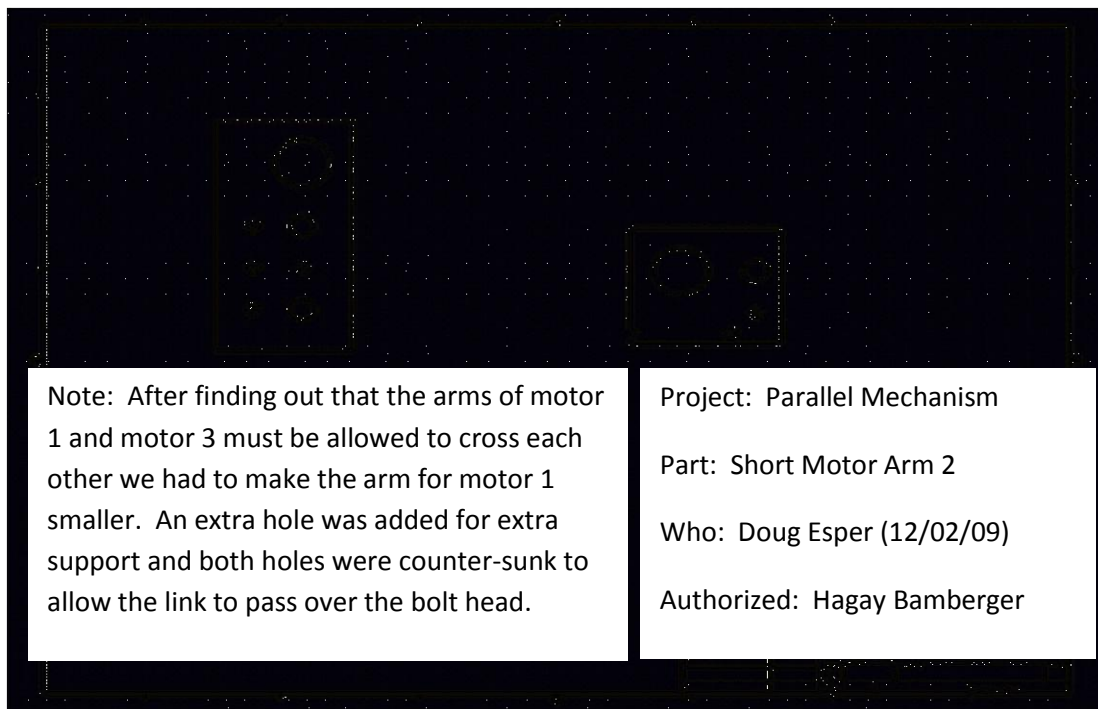 Note:  After finding out that the arms of motor
1 and motor 3 must be allowed to cross each
other we had to make the arm for motor 1
smaller.  An extra hole was added for extra
support and both holes were counter-sunk to
allow the link to pass over the bolt head.
Project:  Parallel Mechanism
Part:  Short Motor Arm 2
Who:  Doug Esper (12/02/09)
Authorized:  Hagay Bamberger